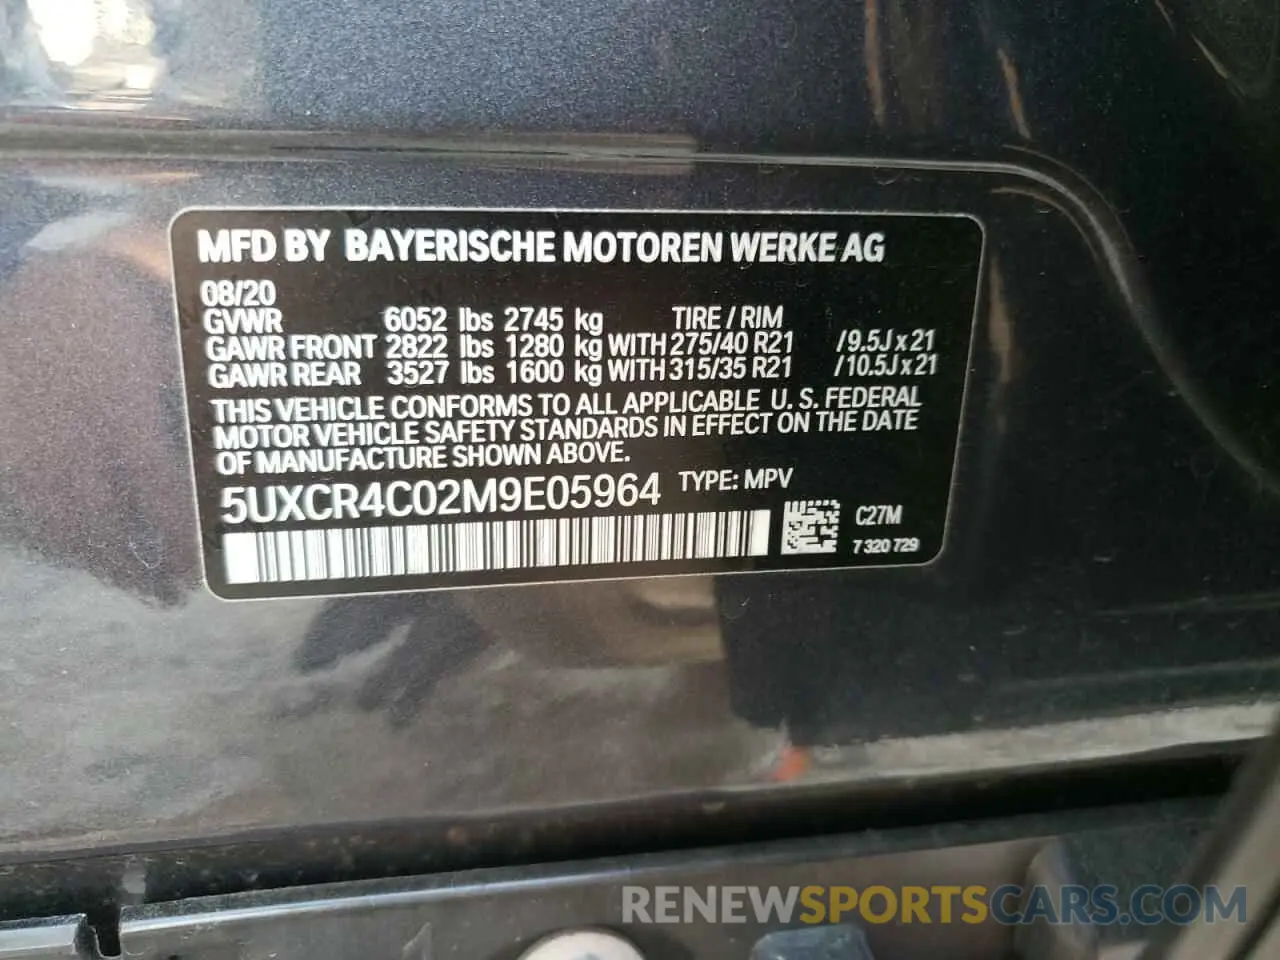 MFD BY BAYERISCHE MOTOREN WERKE AG
08/20
GVWR 6052 lbs 2745 kg TIRE / RIM
GAWR FRONT 2822 lbs 1280 kg WITH 275/40 R21 /9.5J x 21
GAWR REAR 3527 lbs 1600 kg WITH 315/35 R21 /10.5J x 21
THIS VEHICLE CONFORMS TO ALL APPLICABLE U. S. FEDERAL
MOTOR VEHICLE SAFETY STANDARDS IN EFFECT ON THE DATE
OF MANUFACTURE SHOWN ABOVE.
5UXCR4C02M9E05964 TYPE: MPV
C27M
7 320 729
RENEWSPORTSCARS.COM